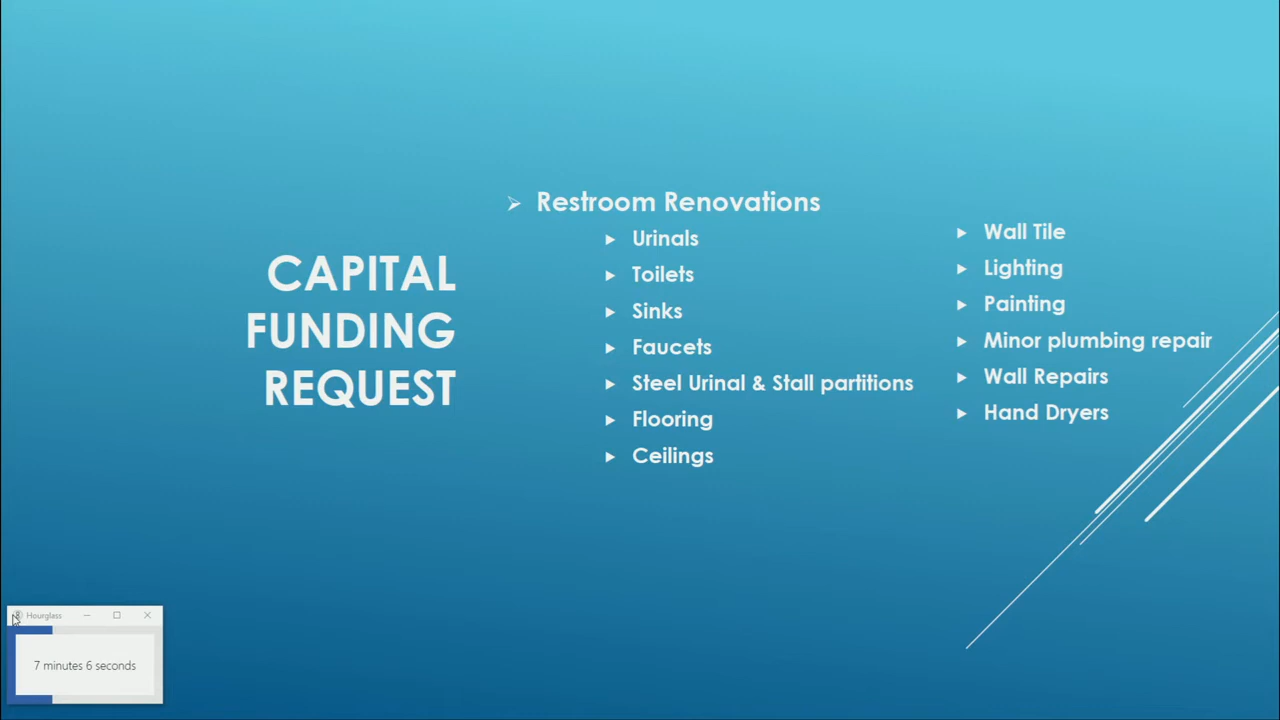 CAPITAL
FUNDING
REQUEST
Restroom Renovations
Urinals
Toilets
Sinks
Faucets
Steel Urinal & Stall partitions
Flooring
Ceilings
Wall Tile
Lighting
Painting
Minor plumbing repair
Wall Repairs
Hand Dryers
Hourglass
7 minutes 6 seconds